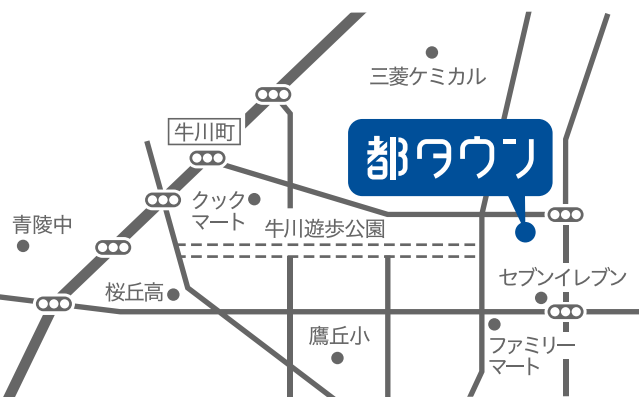 三菱ケミカル
牛川町
都タウン
クック
マート
青陵中
牛川遊歩公園
セブンイレブン
桜丘高
鷹丘小
ファミリー
マート